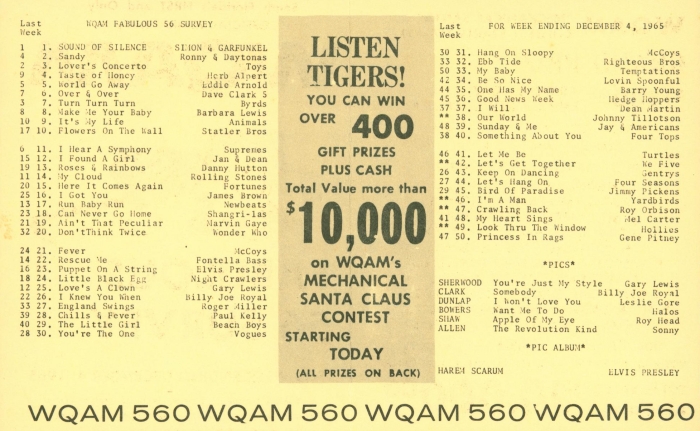 Last WQAM FABULOUS 56 SURVEY
Week
1 1. SOUND OF SILENCE SIMON & GARFUNKEL
4 2. Sandy Ronny & Daytonas
2 3. Lover's Concerto Toys
9 4. Taste of Honey Herb Alpert
5 5. World Go Away Eddie Arnold
7 6. Over & Over Dave Clark 5
3 7. Turn Turn Turn Byrds
8 8. Make Me Your Baby Barbara Lewis
10 9. It's My Life Animals
17 10. Flowers On The Wall Statler Bros
6 11. I Hear A Symphony Supremes
15 12. I Found A Girl Jan & Dean
19 13. Roses & Rainbows Danny Hutton
11 14. My Cloud Rolling Stones
20 15. Here It Comes Again Fortunes
25 16. I Got You James Brown
13 17. Run Baby Run Newbeats
23 18. Can Never Go Home Shangri-las
21 19. Ain't That Peculiar Marvin Gaye
32 20. Don'tThink Twice Wonder Who
24 21. Fever McCoys
14 22. Rescue Me Fontella Bass
16 23. Puppet On A String Elvis Presley
18 24. Little Black Egg Night Crawlers
12 25. Love's A Clown Gary Lewis
22 26. I Knew You When Billy Joe Royal
33 27. England Swings Roger Miller
39 28. Chills & Fever Paul Kelly
40 29. The Little Girl Beach Boys
28 30. You're The One Vogues
LISTEN
TIGERS!
YOU CAN WIN
OVER 400
GIFT PRIZES
PLUS CASH
Total Value more than
$10,000
on WQAM's
MECHANICAL
SANTA CLAUS
CONTEST
STARTING
TODAY
(ALL PRIZES ON BACK)
Last FOR WEEK ENDING DECEMBER 4, 1965
Week
30 31. Hang On Sloopy McCoys
33 32. Ebb Tide Righteous Bros
50 33. My Baby Temptations
42 34. Be So Nice Lovin Spoonful
44 35. One Has My Name Barry Young
45 36. Good News Week Hedge Hoppers
37 37. I Will Dean Martin
** 38. Our World Johnny Tillotson
48 39. Sunday & Me Jay & Americans
38 40. Something About You Four Tops
46 41. Let Me Be Turtles
** 42. Let's Get Together We Five
26 43. Keep On Dancing Gentrys
27 44. Let's Hang On Four Seasons
29 45. Bird Of Paradise Jimmy Pickens
** 46. I'm A Man Yardbirds
** 47. Crawling Back Roy Orbison
41 48. My Heart Sings Mel Carter
** 49. Look Thru The Window Hollies
47 50. Princess In Rags Gene Pitney
*PICS*
SHERWOOD You're Just My Style Gary Lewis
CLARK Somebody Billy Joe Royal
DUNLAP I Won't Love You Leslie Gore
BOWERS Want Me To Do Halos
SHAW Apple Of My Eye Roy Head
ALLEN The Revolution Kind Sonny
*PIC ALBUM*
HAREM SCARUM ELVIS PRESLEY
WQAM 560 WQAM 560 WQAM 560 WQAM 560